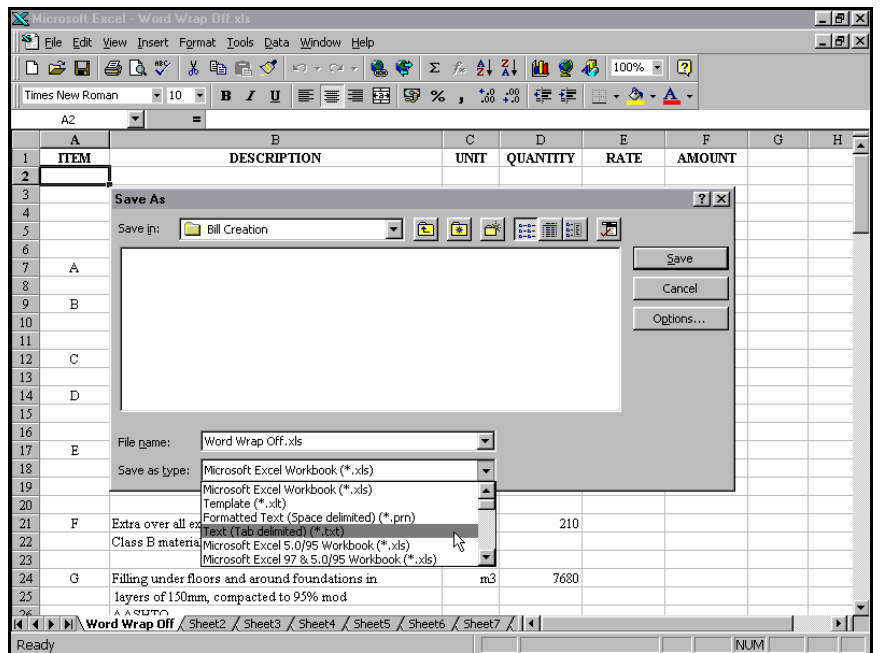 Microsoft Excel - Word Wrap Off.xls
File Edit View Insert Format Tools Data Window Help
100%
Times New Roman 10 B I U
A2 =
A B C D E F G H
1 ITEM DESCRIPTION UNIT QUANTITY RATE AMOUNT
2
3
Save As
4
5
Save in: Bill Creation
6
Save
7 A
8
Cancel
9 B
10
Options...
11
12 C
13
14 D
15
16
File name: Word Wrap Off.xls
17 E
18
Save as type: Microsoft Excel Workbook (*.xls)
19
Microsoft Excel Workbook (*.xls)
20
Template (*.xlt)
Formatted Text (Space delimited) (*.prn)
21 F Extra over all ex 210
Text (Tab delimited) (*.txt)
22 Class B material
Microsoft Excel 5.0/95 Workbook (*.xls)
23
Microsoft Excel 97 & 5.0/95 Workbook (*.xls)
24 G Filling under floors and around foundations in m3 7680
25 layers of 150mm, compacted to 95% mod
26 AASHTO
Word Wrap Off Sheet2 Sheet3 Sheet4 Sheet5 Sheet6 Sheet7
Ready NUM